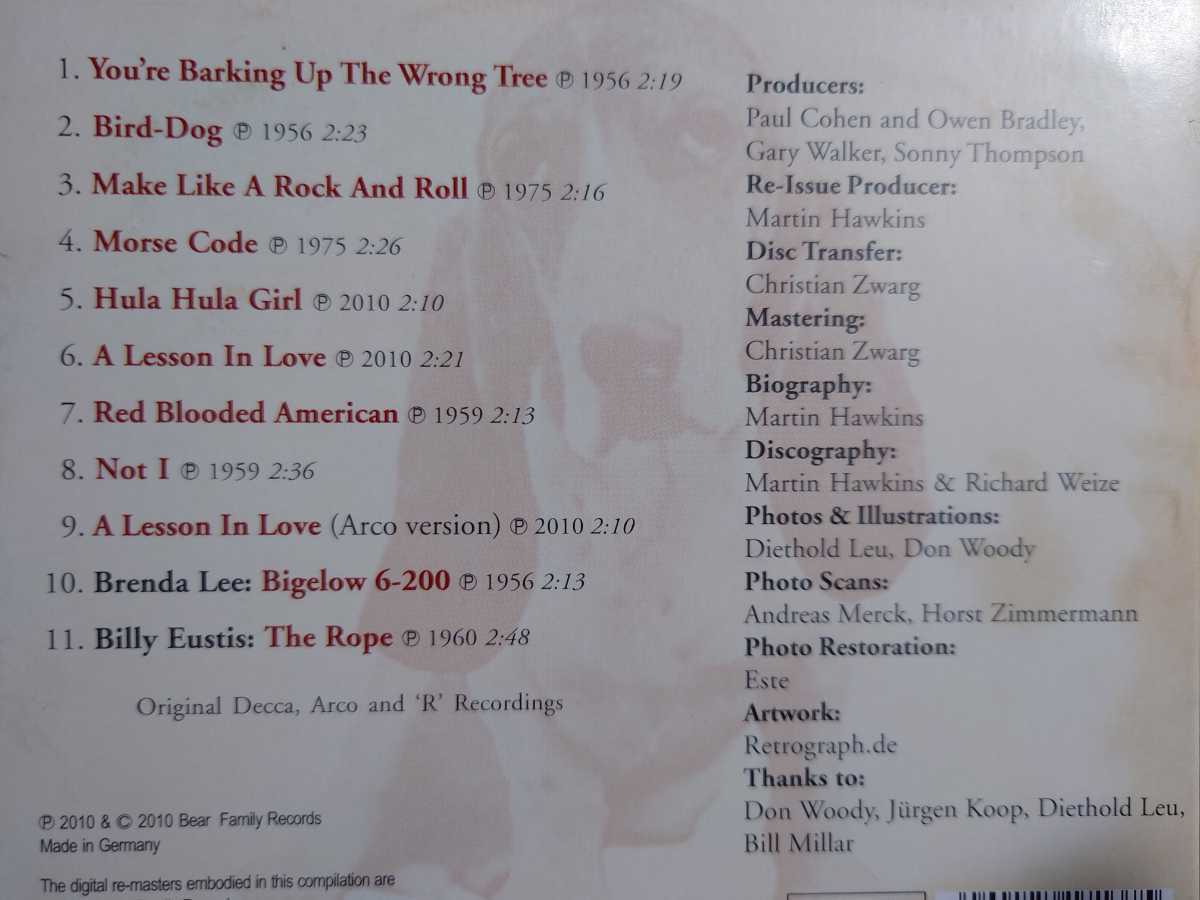 1. You're Barking Up The Wrong Tree ℗ 1956 2:19
2. Bird-Dog ℗ 1956 2:23
3. Make Like A Rock And Roll ℗ 1975 2:16
4. Morse Code ℗ 1975 2:26
5. Hula Hula Girl ℗ 2010 2:10
6. A Lesson In Love ℗ 2010 2:21
7. Red Blooded American ℗ 1959 2:13
8. Not I ℗ 1959 2:36
9. A Lesson In Love (Arco version) ℗ 2010 2:10
10. Brenda Lee: Bigelow 6-200 ℗ 1956 2:13
11. Billy Eustis: The Rope ℗ 1960 2:48
Original Decca, Arco and ‘R’ Recordings
℗ 2010 & © 2010 Bear Family Records
Made in Germany
The digital re-masters embodied in this compilation are
Producers:
Paul Cohen and Owen Bradley,
Gary Walker, Sonny Thompson
Re-Issue Producer:
Martin Hawkins
Disc Transfer:
Christian Zwarg
Mastering:
Christian Zwarg
Biography:
Martin Hawkins
Discography:
Martin Hawkins & Richard Weize
Photos & Illustrations:
Diethold Leu, Don Woody
Photo Scans:
Andreas Merck, Horst Zimmermann
Photo Restoration:
Este
Artwork:
Retrograph.de
Thanks to:
Don Woody, Jürgen Koop, Diethold Leu,
Bill Millar